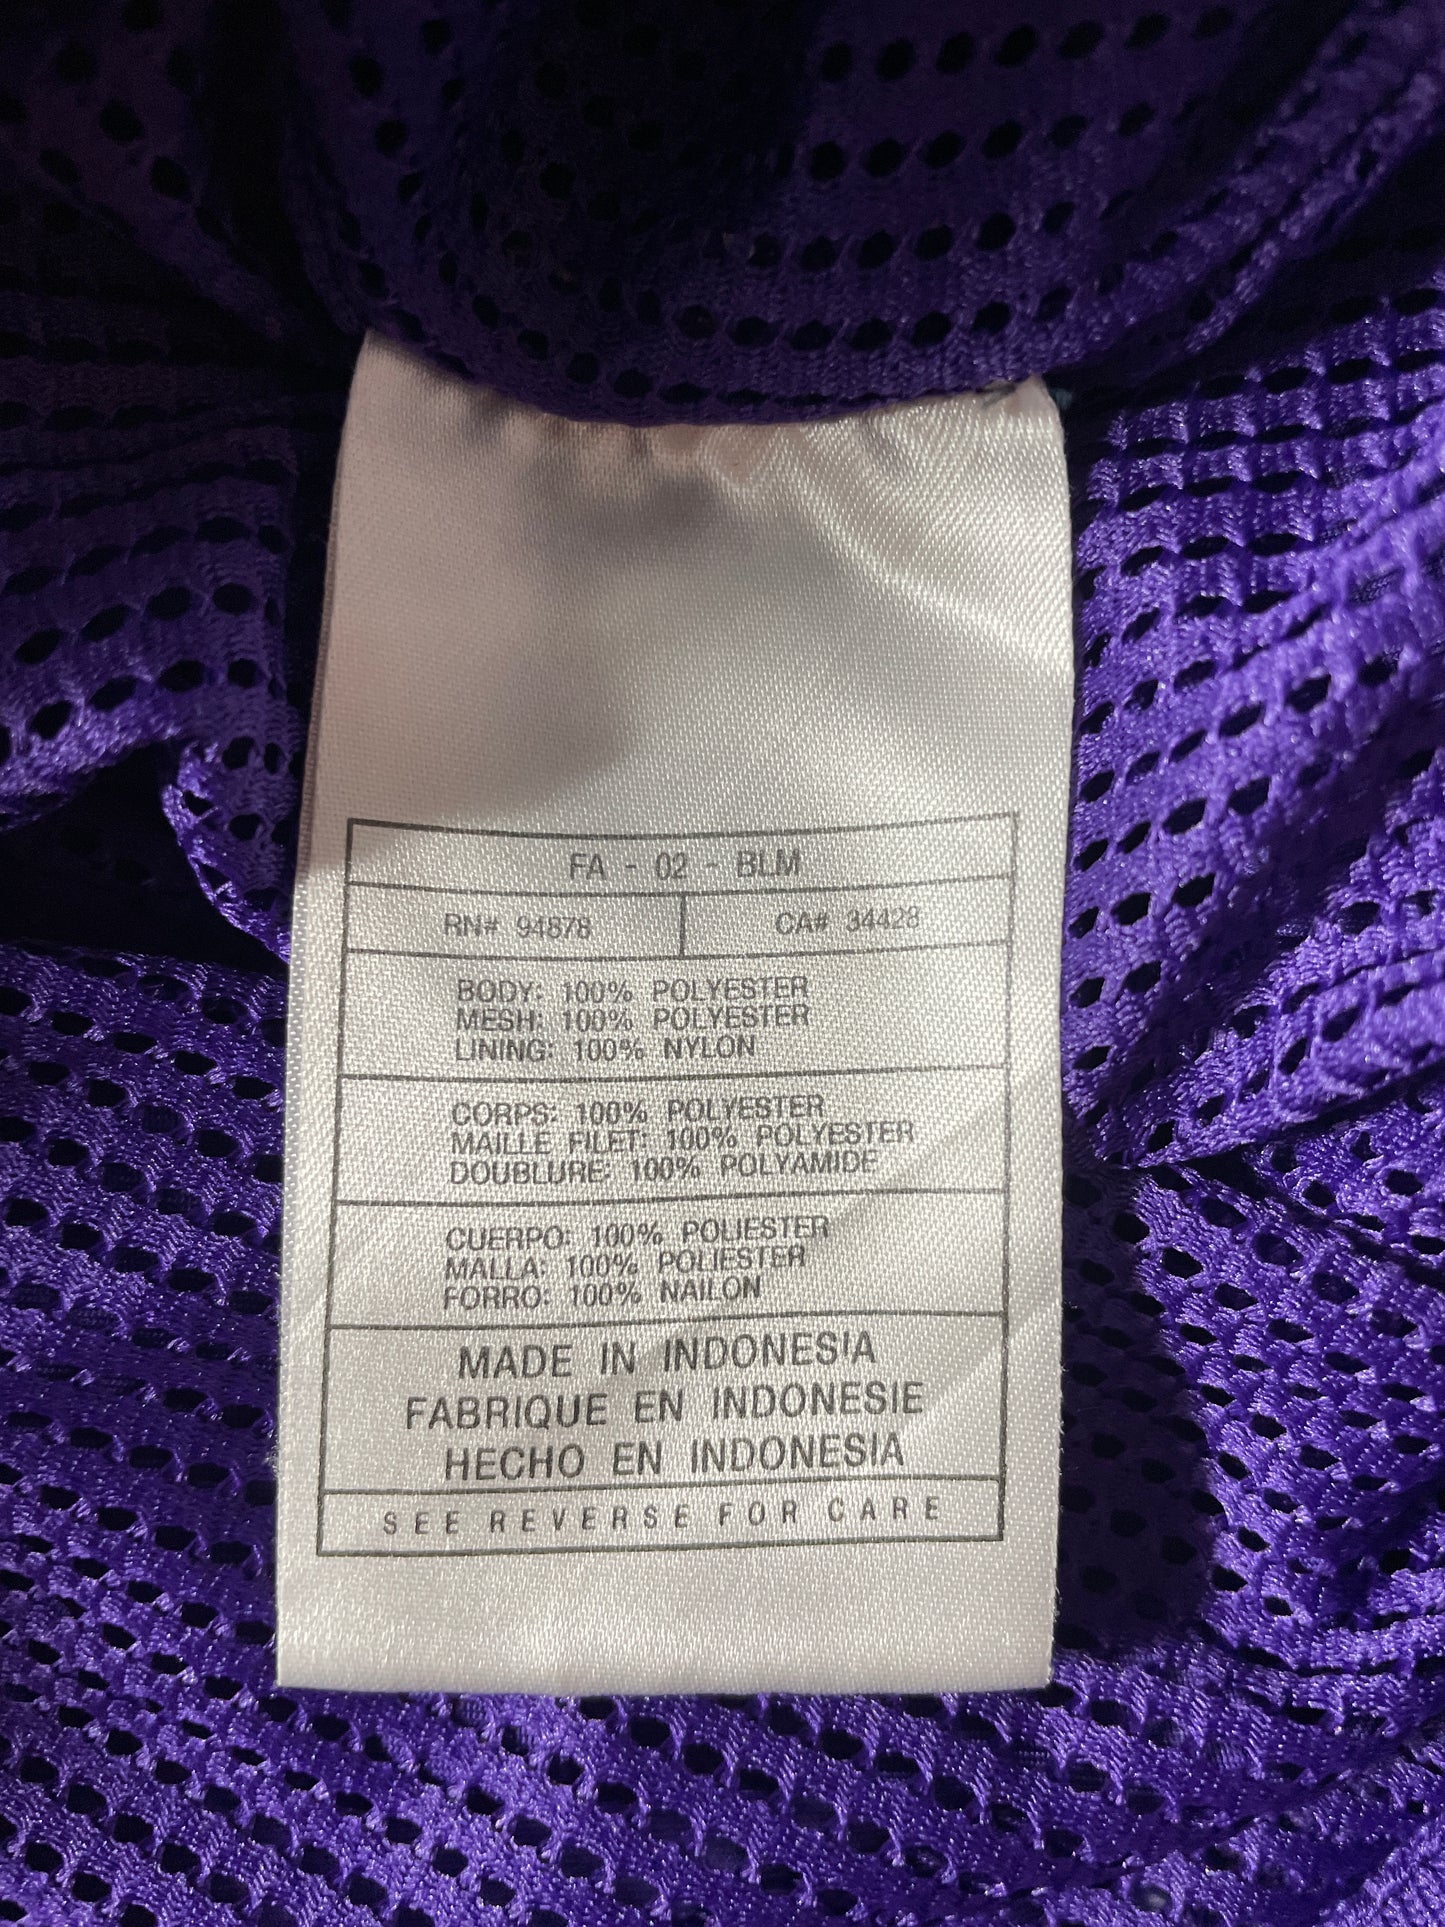 FA - 02 - BLM
RN# 94878 CA# 34428
BODY: 100% POLYESTER
MESH: 100% POLYESTER
LINING: 100% NYLON
CORPS: 100% POLYESTER
MAILLE FILET: 100% POLYESTER
DOUBLURE: 100% POLYAMIDE
CUERPO: 100% POLIESTER
MALLA: 100% POLIESTER
FORRO: 100% NAILON
MADE IN INDONESIA
FABRIQUE EN INDONESIE
HECHO EN INDONESIA
SEE REVERSE FOR CARE